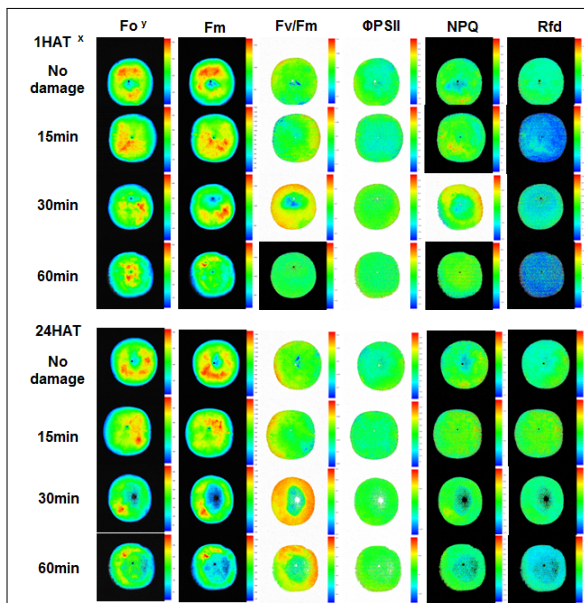 Fo y Fm Fv/Fm ΦPSII NPQ Rfd
1HAT x
No
damage
15min
30min
60min
24HAT
No
damage
15min
30min
60min